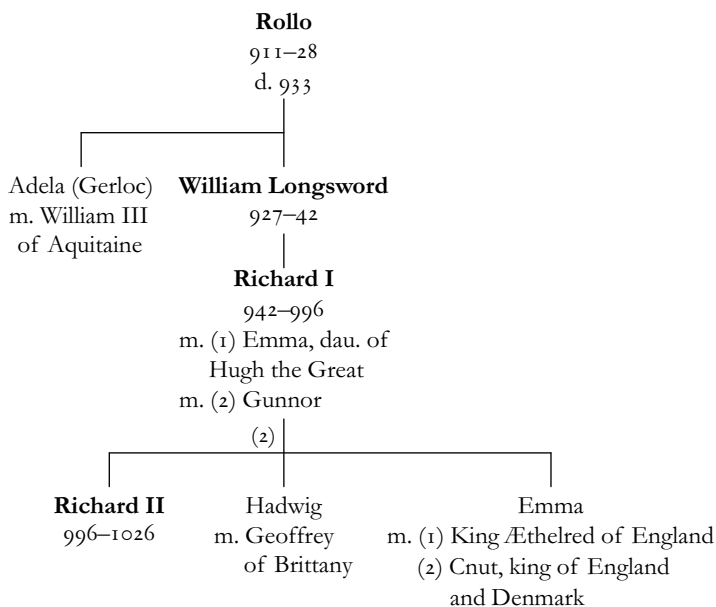 Rollo
911–28
d. 933
Adela (Gerloc)
m. William III
of Aquitaine
William Longsword
927–42
Richard I
942–996
m. (1) Emma, dau. of
Hugh the Great
m. (2) Gunnor
(2)
Richard II
996–1026
Hadwig
m. Geoffrey
of Brittany
Emma
m. (1) King Æthelred of England
(2) Cnut, king of England
and Denmark